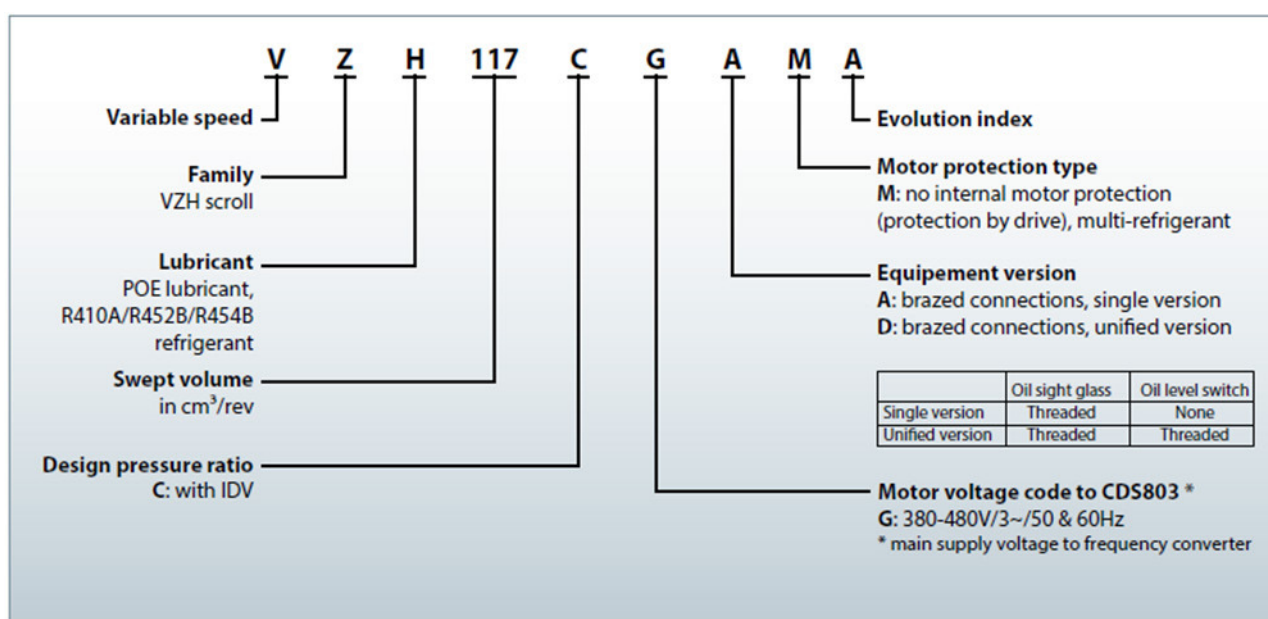 V Z H 117 C G A M A
Variable speed
Family
VZH scroll
Lubricant
POE lubricant,
R410A/R452B/R454B
refrigerant
Swept volume
in cm³/rev
Design pressure ratio
C: with IDV
Evolution index
Motor protection type
M: no internal motor protection
(protection by drive), multi-refrigerant
Equipement version
A: brazed connections, single version
D: brazed connections, unified version
Oil sight glass Oil level switch
Single version Threaded None
Unified version Threaded Threaded
Motor voltage code to CDS803 *
G: 380-480V/3~/50 & 60Hz
* main supply voltage to frequency converter